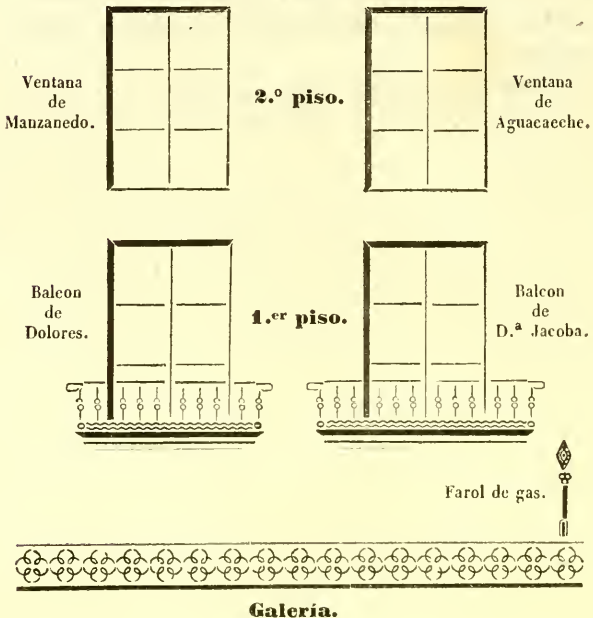 Ventana
de
Manzanedo.
2.º piso.
Ventana
de
Aguacaeche.
Balcon
de
Dolores.
1.er piso.
Balcon
de
D.ª Jacoba.
Farol de gas.
Galería.